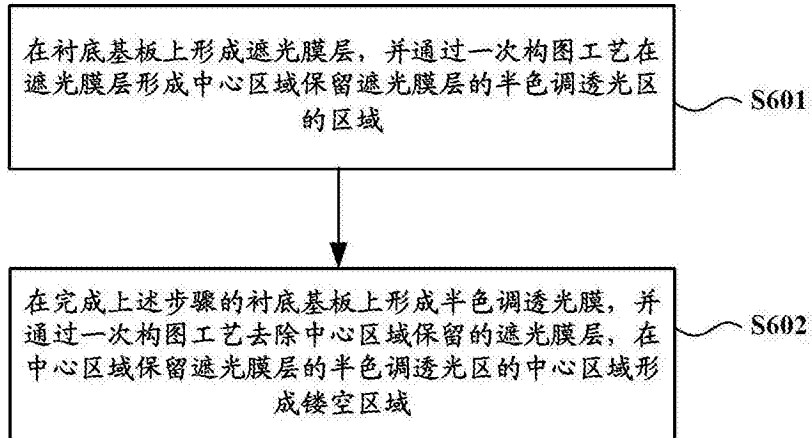 在衬底基板上形成遮光膜层，并通过一次构图工艺在
遮光膜层形成中心区域保留遮光膜层的半色调透光区
的区域
S601
在完成上述步骤的衬底基板上形成半色调透光膜，并
通过一次构图工艺去除中心区域保留的遮光膜层，在
中心区域保留遮光膜层的半色调透光区的中心区域形
成镂空区域
S602